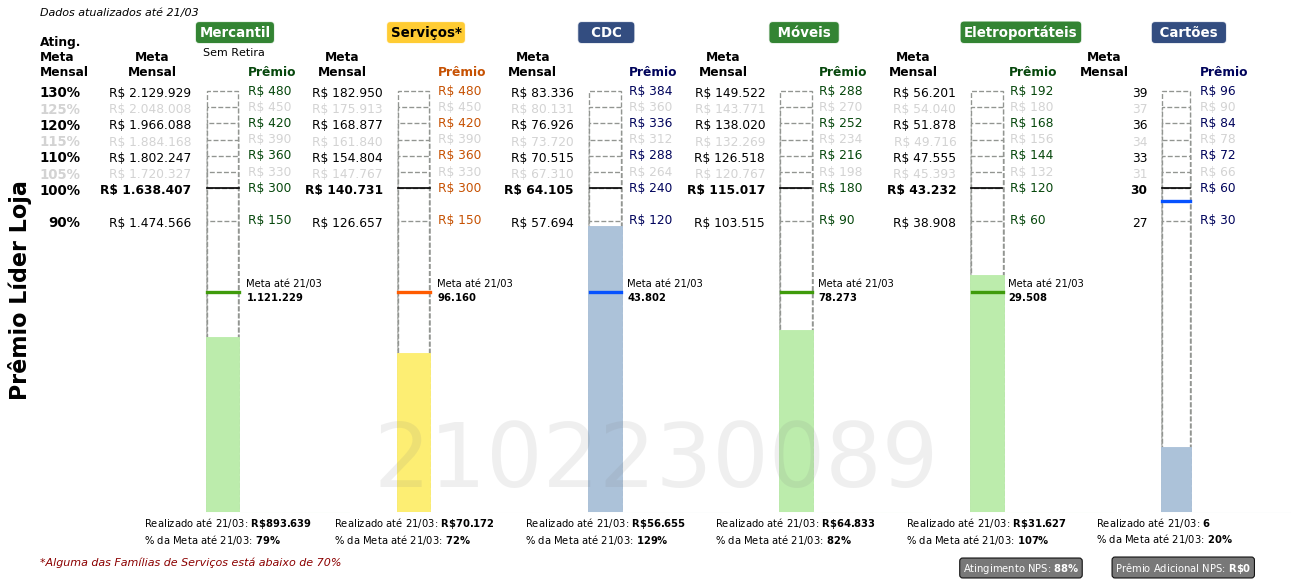 Dados atualizados até 21/03
Mercantil Serviços* CDC Móveis Eletroportáteis Cartões
Sem Retira
Ating. Meta Mensal
Meta Mensal Prêmio Meta Mensal Prêmio Meta Mensal Prêmio Meta Mensal Prêmio Meta Mensal Prêmio Meta Mensal Prêmio
130% R$ 2.129.929 R$ 480 R$ 182.950 R$ 480 R$ 83.336 R$ 384 R$ 149.522 R$ 288 R$ 56.201 R$ 192 39 R$ 96
125% R$ 2.048.008 R$ 450 R$ 175.913 R$ 450 R$ 80.131 R$ 360 R$ 143.771 R$ 270 R$ 54.040 R$ 180 37 R$ 90
120% R$ 1.966.088 R$ 420 R$ 168.877 R$ 420 R$ 76.926 R$ 336 R$ 138.020 R$ 252 R$ 51.878 R$ 168 36 R$ 84
115% R$ 1.884.168 R$ 390 R$ 161.840 R$ 390 R$ 73.720 R$ 312 R$ 132.269 R$ 234 R$ 49.716 R$ 156 34 R$ 78
110% R$ 1.802.247 R$ 360 R$ 154.804 R$ 360 R$ 70.515 R$ 288 R$ 126.518 R$ 216 R$ 47.555 R$ 144 33 R$ 72
105% R$ 1.720.327 R$ 330 R$ 147.767 R$ 330 R$ 67.310 R$ 264 R$ 120.767 R$ 198 R$ 45.393 R$ 132 31 R$ 66
100% R$ 1.638.407 R$ 300 R$ 140.731 R$ 300 R$ 64.105 R$ 240 R$ 115.017 R$ 180 R$ 43.232 R$ 120 30 R$ 60
90% R$ 1.474.566 R$ 150 R$ 126.657 R$ 150 R$ 57.694 R$ 120 R$ 103.515 R$ 90 R$ 38.908 R$ 60 27 R$ 30
Prêmio Líder Loja
Meta até 21/03 Meta até 21/03 Meta até 21/03 Meta até 21/03 Meta até 21/03
1.121.229 96.160 43.802 78.273 29.508
2102230089
Realizado até 21/03: R$893.639 Realizado até 21/03: R$70.172 Realizado até 21/03: R$56.655 Realizado até 21/03: R$64.833 Realizado até 21/03: R$31.627 Realizado até 21/03: 6
% da Meta até 21/03: 79% % da Meta até 21/03: 72% % da Meta até 21/03: 129% % da Meta até 21/03: 82% % da Meta até 21/03: 107% % da Meta até 21/03: 20%
*Alguma das Famílias de Serviços está abaixo de 70%
Atingimento NPS: 88% Prêmio Adicional NPS: R$0